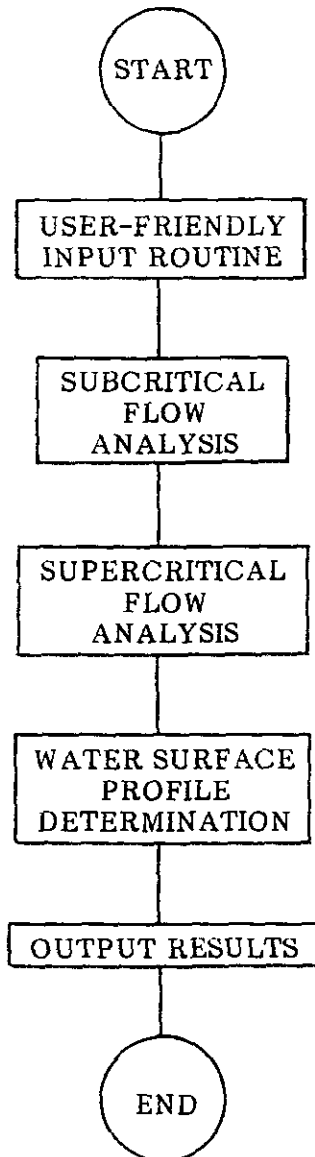 START
USER-FRIENDLY
INPUT ROUTINE
SUBCRITICAL
FLOW
ANALYSIS
SUPERCRITICAL
FLOW
ANALYSIS
WATER SURFACE
PROFILE
DETERMINATION
OUTPUT RESULTS
END